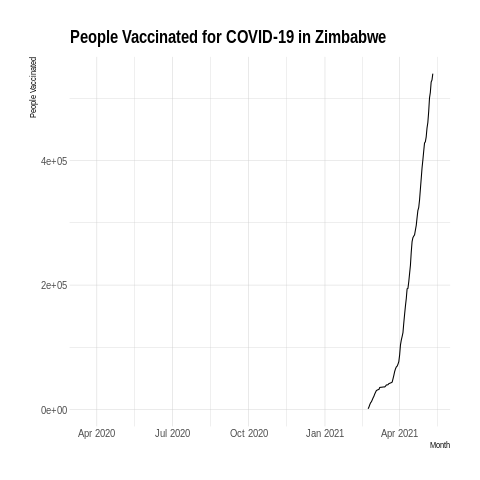 People Vaccinated for COVID-19 in Zimbabwe
People Vaccinated
4e+05
2e+05
0e+00
Apr 2020 Jul 2020 Oct 2020 Jan 2021 Apr 2021
Month